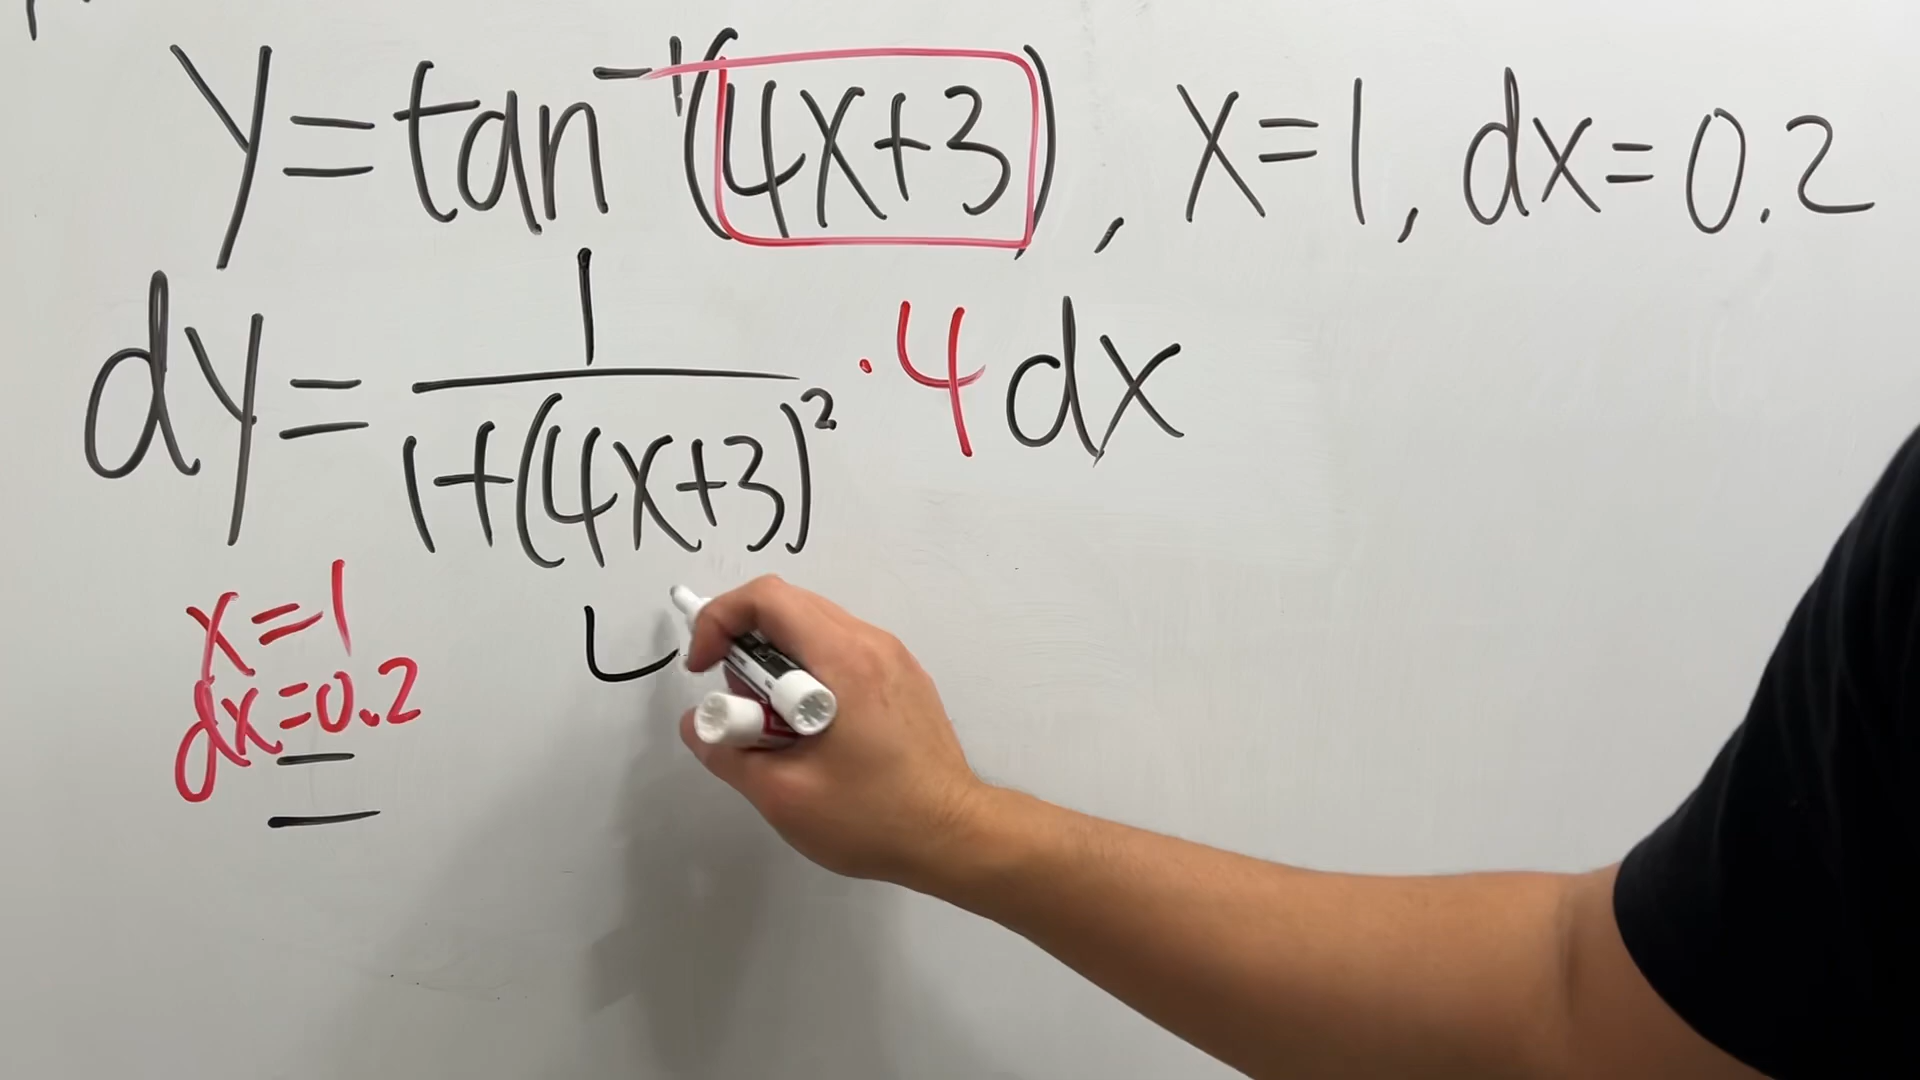 y=tan⁻¹(4x+3), x=1, dx=0.2
dy= 1/(1+(4x+3)²) · 4 dx
x=1
dx=0.2
=